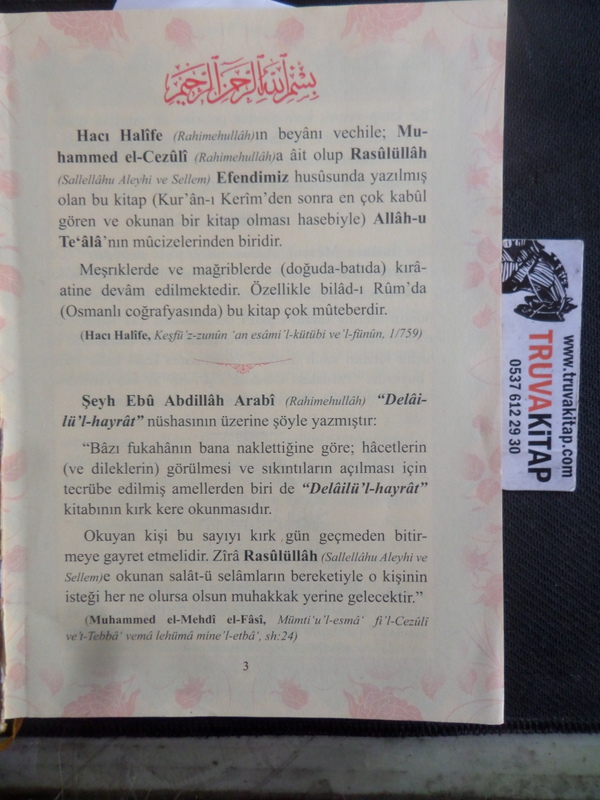 بسم الله الرحمن الرحيم
Hacı Halîfe (Rahimehullâh)ın beyânı vechile; Mu-
hammed el-Cezûlî (Rahimehullâh)a âit olup Rasûlüllâh
(Sallellâhu Aleyhi ve Sellem) Efendimiz husûsunda yazılmış
olan bu kitap (Kur’ân-ı Kerîm’den sonra en çok kabûl
gören ve okunan bir kitap olması hasebiyle) Allâh-u
Te‘âlâ’nın mûcizelerinden biridir.
Meşrıklerde ve mağriblerde (doğuda-batıda) kırâ-
atine devâm edilmektedir. Özellikle bilâd-ı Rûm’da
(Osmanlı coğrafyasında) bu kitap çok mûteberdir.
(Hacı Halîfe, Keşfü’z-zunûn ‘an esâmi’l-kütübi ve’l-fünûn, 1/759)
Şeyh Ebû Abdillâh Arabî (Rahimehullâh) “Delâi-
lü’l-hayrât” nüshasının üzerine şöyle yazmıştır:
“Bâzı fukahânın bana naklettiğine göre; hâcetlerin
(ve dileklerin) görülmesi ve sıkıntıların açılması için
tecrübe edilmiş amellerden biri de “Delâilü’l-hayrât”
kitabının kırk kere okunmasıdır.
Okuyan kişi bu sayıyı kırk gün geçmeden bitir-
meye gayret etmelidir. Zîrâ Rasûlüllâh (Sallellâhu Aleyhi ve
Sellem)e okunan salât-ü selâmların bereketiyle o kişinin
isteği her ne olursa olsun muhakkak yerine gelecektir.”
(Muhammed el-Mehdî el-Fâsî, Mümti‘u’l-esmâ‘ fi’l-Cezûlî
ve’t-Tebbâ‘ vemâ lehümâ mine’l-etbâ‘, sh:24)
3
www.truvakitap.com
TRUVAKiTAP
0537 612 29 30